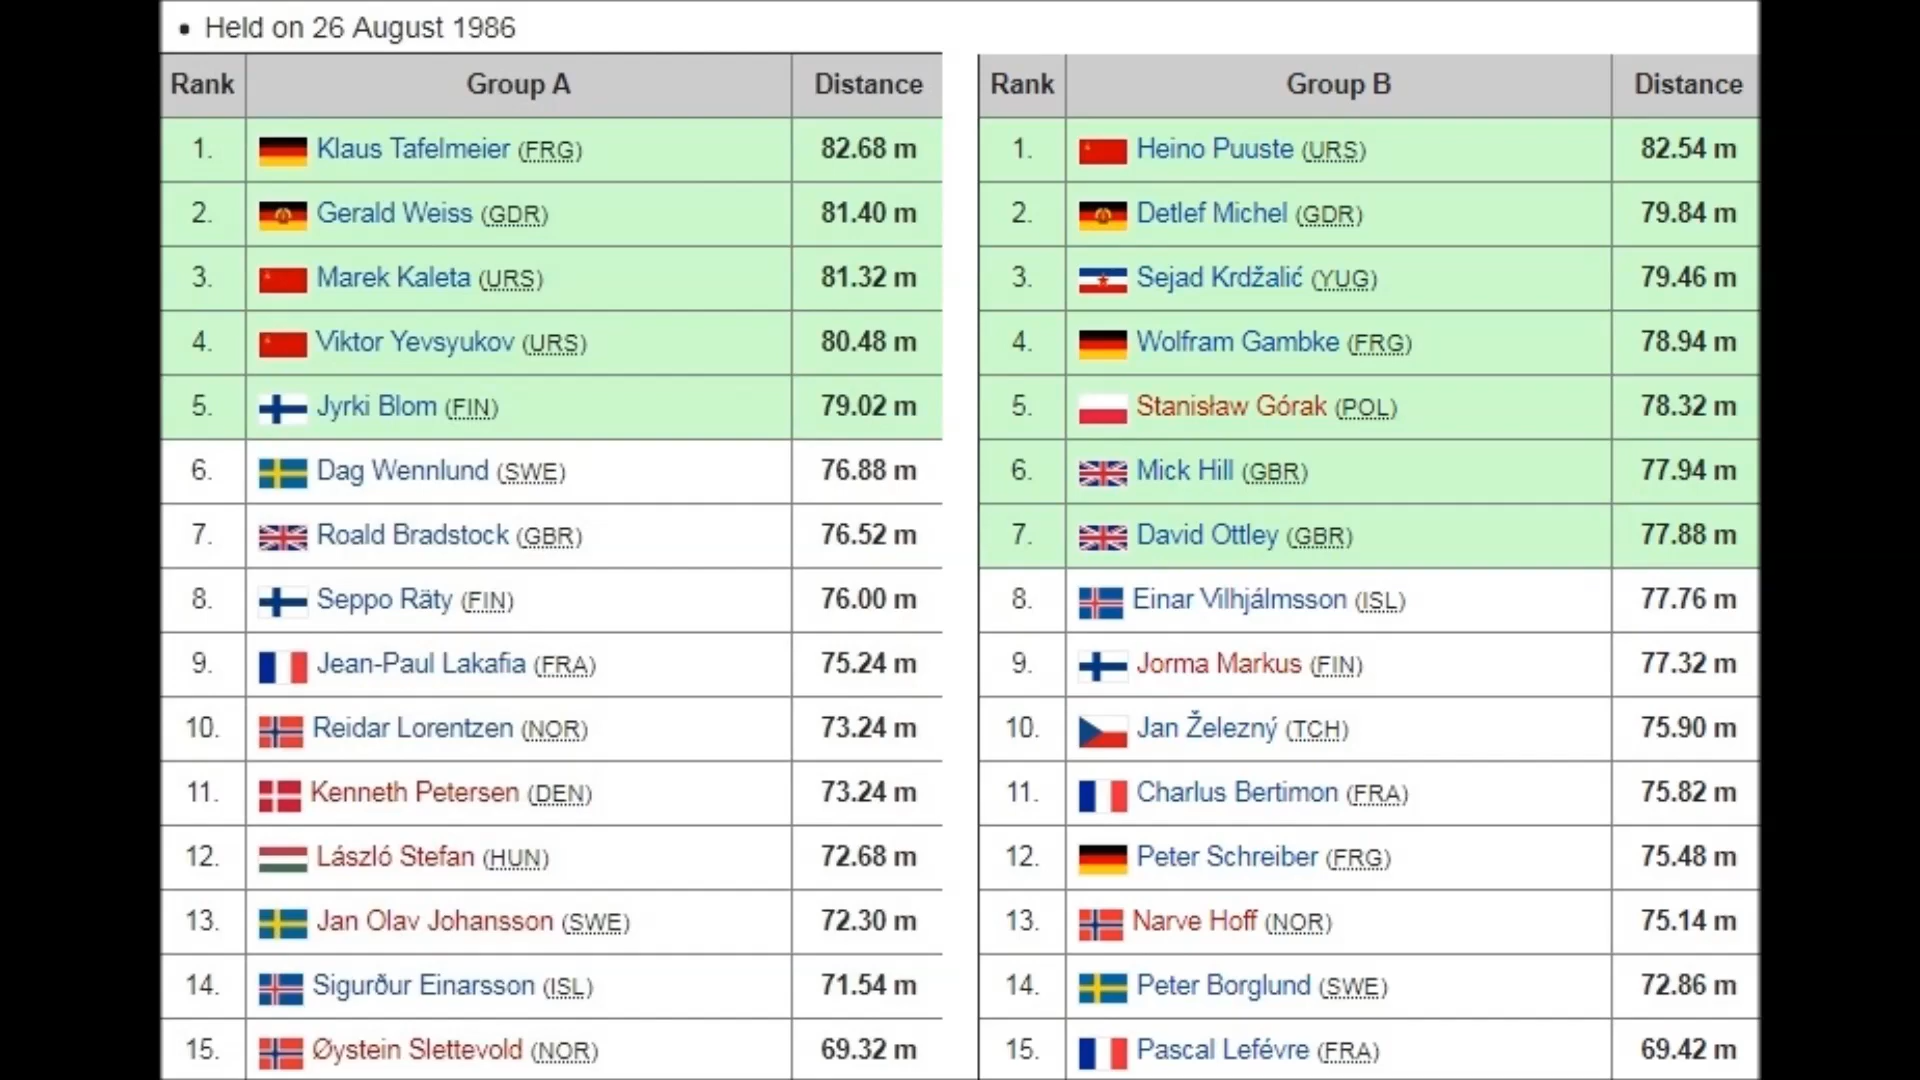 • Held on 26 August 1986
Rank Group A Distance
1. Klaus Tafelmeier (FRG) 82.68 m
2. Gerald Weiss (GDR) 81.40 m
3. Marek Kaleta (URS) 81.32 m
4. Viktor Yevsyukov (URS) 80.48 m
5. Jyrki Blom (FIN) 79.02 m
6. Dag Wennlund (SWE) 76.88 m
7. Roald Bradstock (GBR) 76.52 m
8. Seppo Räty (FIN) 76.00 m
9. Jean-Paul Lakafia (FRA) 75.24 m
10. Reidar Lorentzen (NOR) 73.24 m
11. Kenneth Petersen (DEN) 73.24 m
12. László Stefan (HUN) 72.68 m
13. Jan Olav Johansson (SWE) 72.30 m
14. Sigurður Einarsson (ISL) 71.54 m
15. Øystein Slettevold (NOR) 69.32 m
Rank Group B Distance
1. Heino Puuste (URS) 82.54 m
2. Detlef Michel (GDR) 79.84 m
3. Sejad Krdžalić (YUG) 79.46 m
4. Wolfram Gambke (FRG) 78.94 m
5. Stanisław Górak (POL) 78.32 m
6. Mick Hill (GBR) 77.94 m
7. David Ottley (GBR) 77.88 m
8. Einar Vilhjálmsson (ISL) 77.76 m
9. Jorma Markus (FIN) 77.32 m
10. Jan Železný (TCH) 75.90 m
11. Charlus Bertimon (FRA) 75.82 m
12. Peter Schreiber (FRG) 75.48 m
13. Narve Hoff (NOR) 75.14 m
14. Peter Borglund (SWE) 72.86 m
15. Pascal Lefévre (FRA) 69.42 m